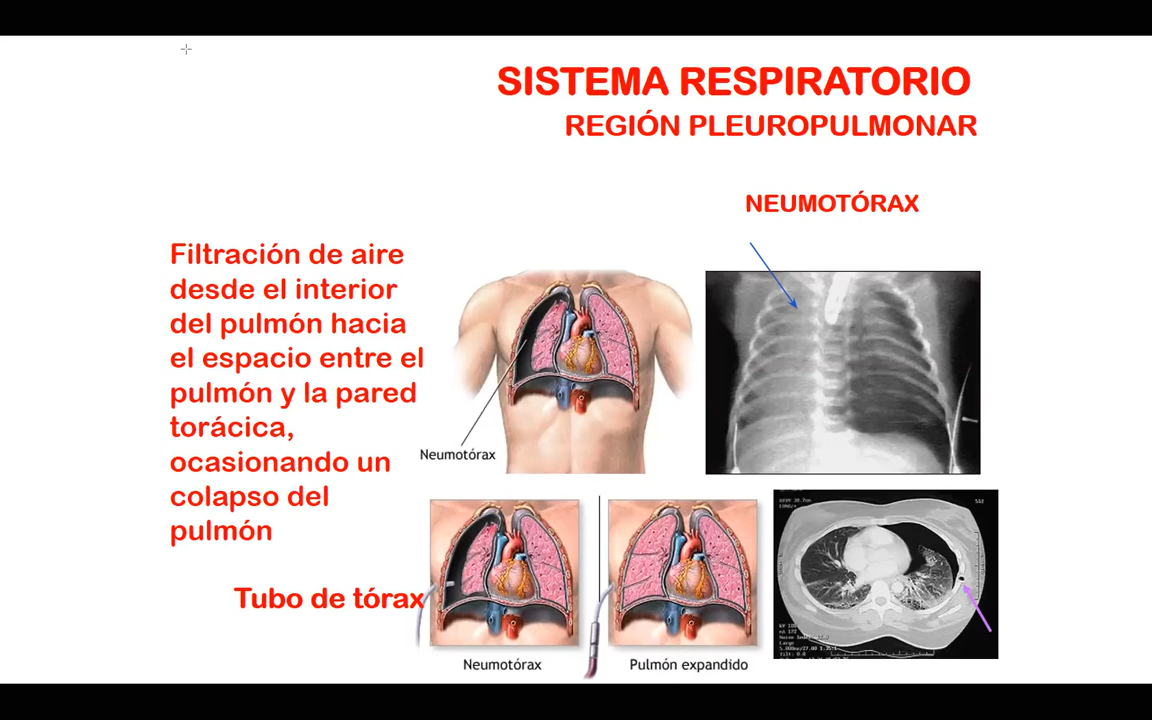 SISTEMA RESPIRATORIO
REGIÓN PLEUROPULMONAR
NEUMOTÓRAX
Filtración de aire
desde el interior
del pulmón hacia
el espacio entre el
pulmón y la pared
torácica,
ocasionando un
colapso del
pulmón
Neumotórax
Tubo de tórax
Neumotórax
Pulmón expandido
512